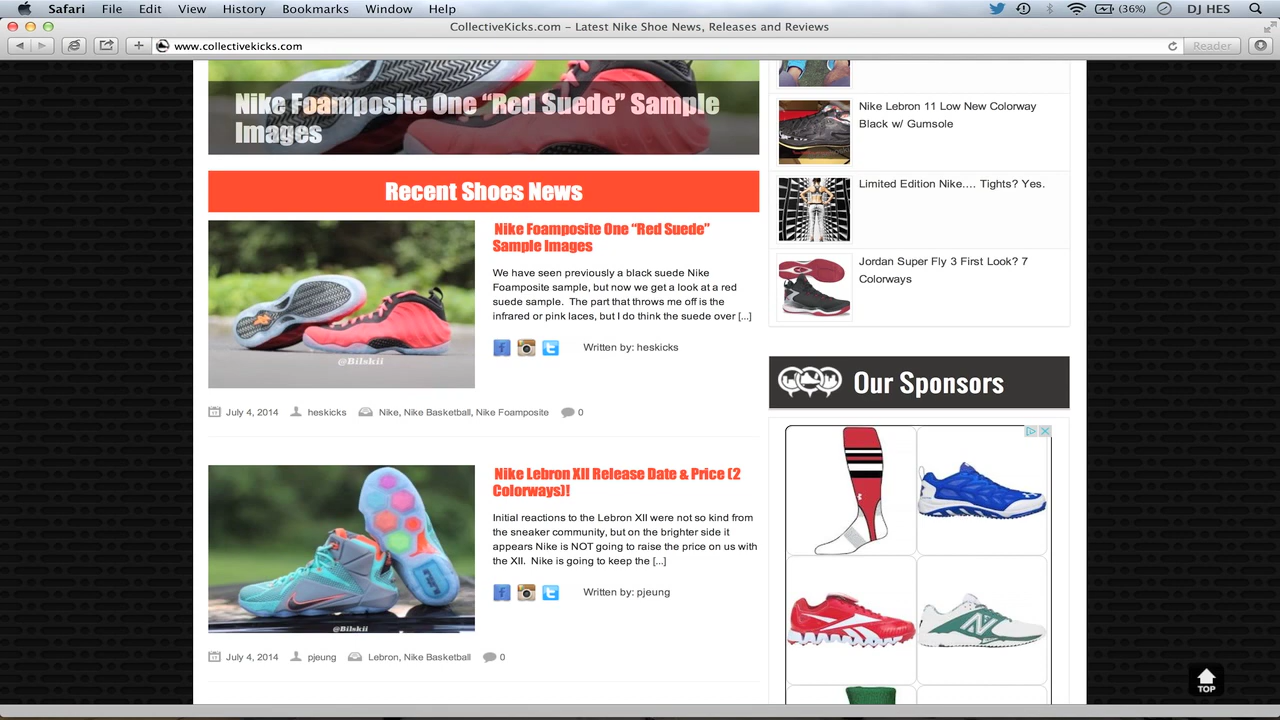 Safari File Edit View History Bookmarks Window Help (36%) DJ HES
CollectiveKicks.com – Latest Nike Shoe News, Releases and Reviews
www.collectivekicks.com Reader
Nike Foamposite One “Red Suede” Sample
Images
Recent Shoes News
Nike Foamposite One “Red Suede”
Sample Images
We have seen previously a black suede Nike
Foamposite sample, but now we get a look at a red
suede sample. The part that throws me off is the
infrared or pink laces, but I do think the suede over [...]
Written by: heskicks
@Bilskii
July 4, 2014 heskicks Nike, Nike Basketball, Nike Foamposite 0
Nike Lebron XII Release Date & Price (2
Colorways)!
Initial reactions to the Lebron XII were not so kind from
the sneaker community, but on the brighter side it
appears Nike is NOT going to raise the price on us with
the XII. Nike is going to keep the [...]
Written by: pjeung
@Bilskii
July 4, 2014 pjeung Lebron, Nike Basketball 0
Nike Lebron 11 Low New Colorway
Black w/ Gumsole
Limited Edition Nike.... Tights? Yes.
Jordan Super Fly 3 First Look? 7
Colorways
Our Sponsors
TOP